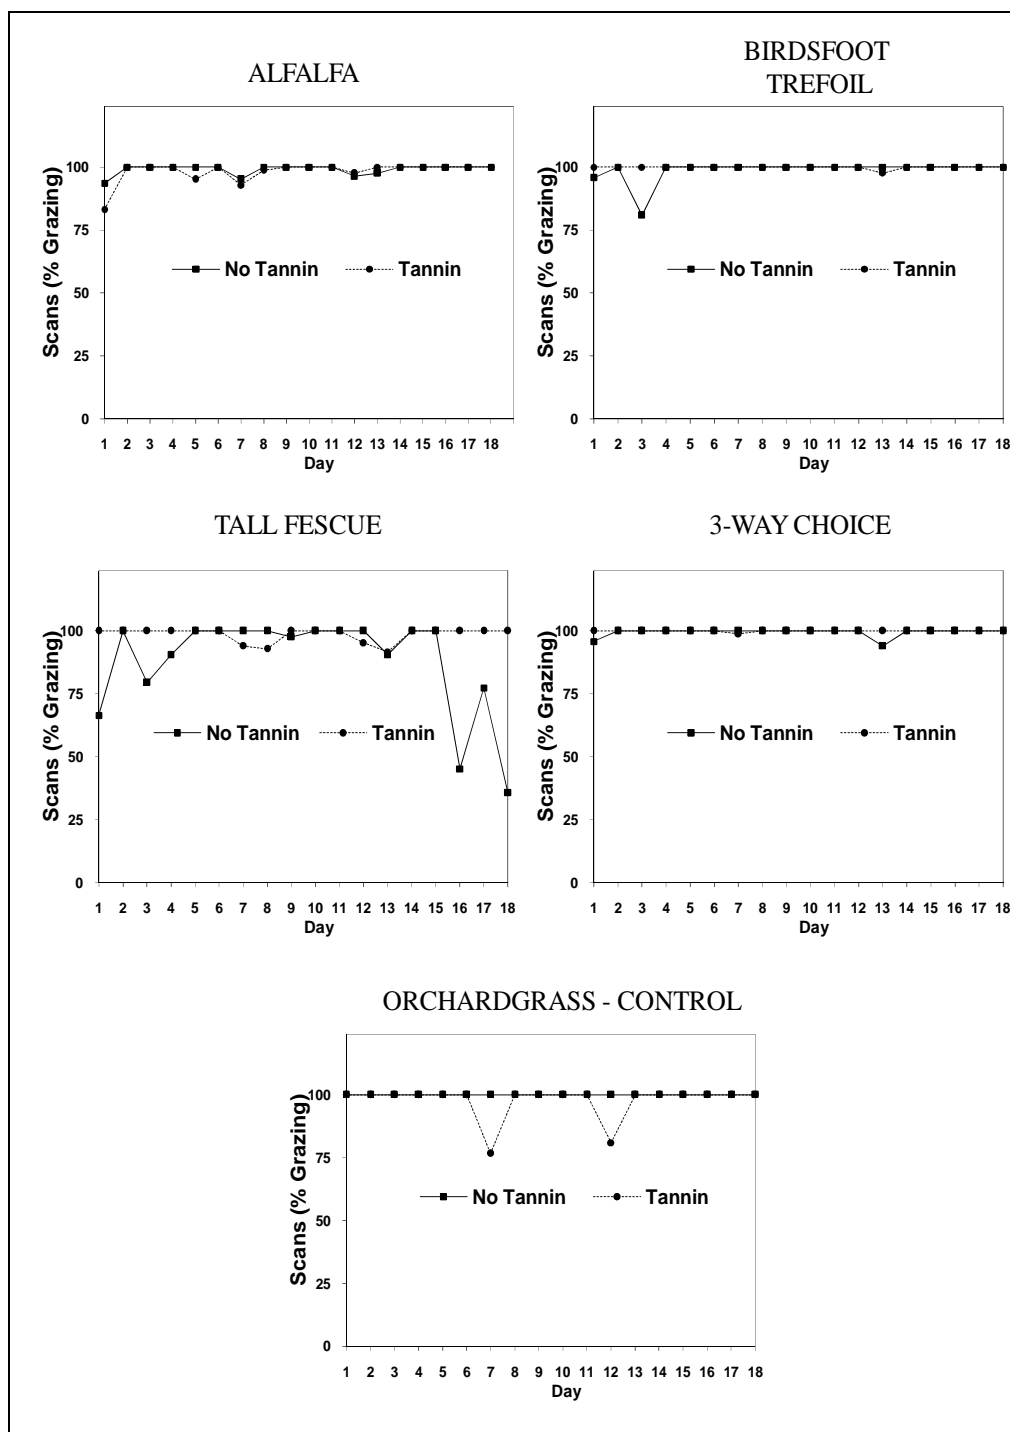 ALFALFA
Scans (% Grazing)
100
75
50
25
0
No Tannin Tannin
1 2 3 4 5 6 7 8 9 10 11 12 13 14 15 16 17 18
Day
BIRDSFOOT
TREFOIL
Scans (% Grazing)
100
75
50
25
0
No Tannin Tannin
1 2 3 4 5 6 7 8 9 10 11 12 13 14 15 16 17 18
Day
TALL FESCUE
Scans (% Grazing)
100
75
50
25
0
No Tannin Tannin
1 2 3 4 5 6 7 8 9 10 11 12 13 14 15 16 17 18
Day
3-WAY CHOICE
Scans (% Grazing)
100
75
50
25
0
No Tannin Tannin
1 2 3 4 5 6 7 8 9 10 11 12 13 14 15 16 17 18
Day
ORCHARDGRASS - CONTROL
Scans (% Grazing)
100
75
50
25
0
No Tannin Tannin
1 2 3 4 5 6 7 8 9 10 11 12 13 14 15 16 17 18
Day